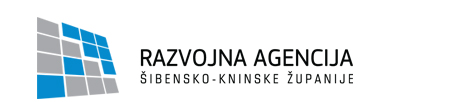 RAZVOJNA AGENCIJA
ŠIBENSKO-KNINSKE ŽUPANIJE